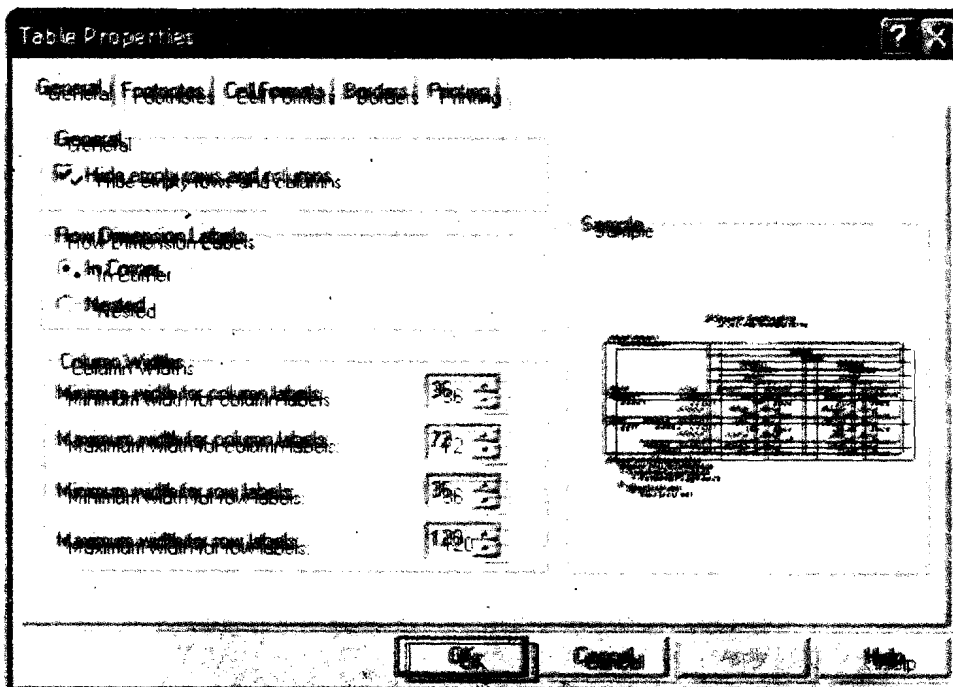 Table Properties
General Footnotes Cell Formats Borders Printing
General
Hide empty rows and columns
Row Dimension Labels
In Corner
Nested
Sample
Column Widths
Minimum width for column labels: 36
Maximum width for column labels: 72
Minimum width for row labels: 36
Maximum width for row labels: 120
OK Cancel Apply Help